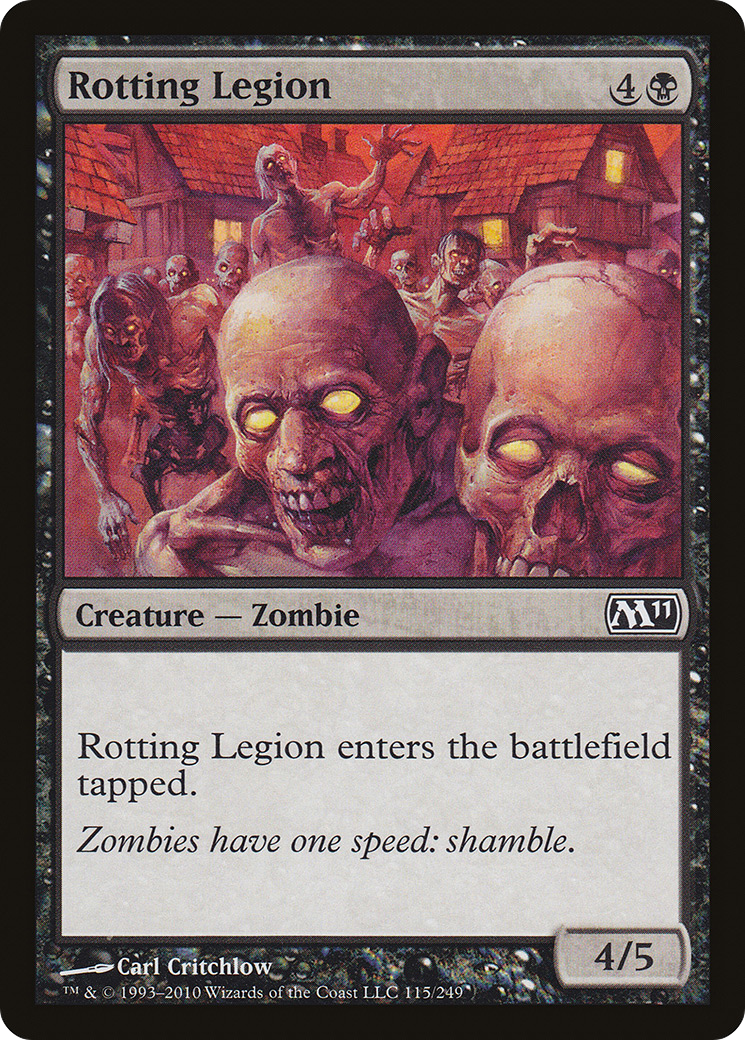 Rotting Legion 4
Creature — Zombie M11
Rotting Legion enters the battlefield
tapped.
Zombies have one speed: shamble.
4/5
Carl Critchlow
™ & © 1993–2010 Wizards of the Coast LLC 115/249